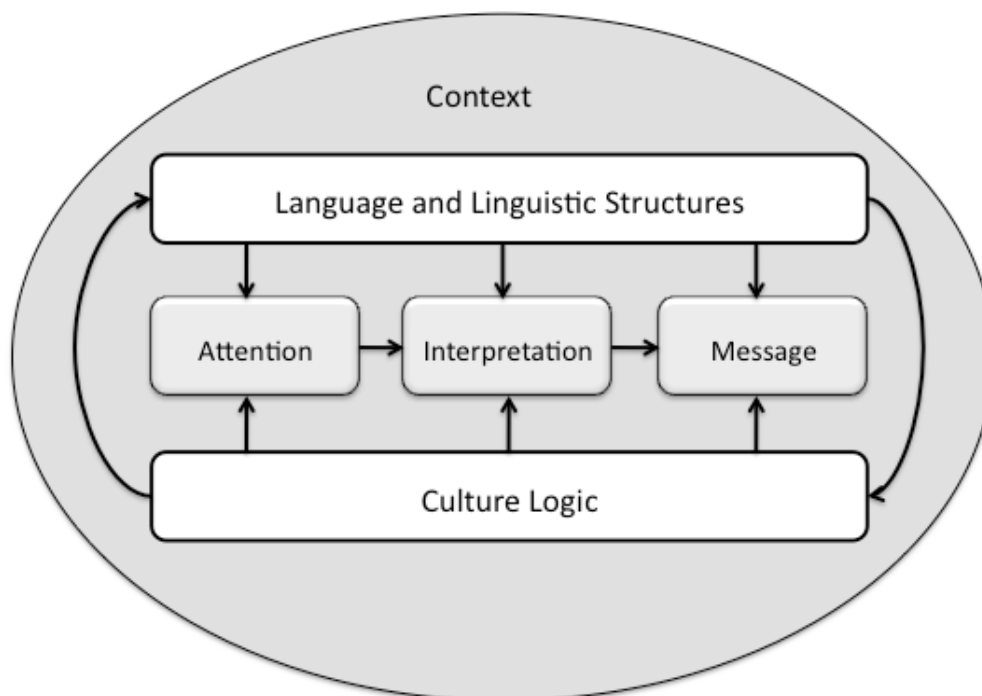 Context
Language and Linguistic Structures
Attention
Interpretation
Message
Culture Logic